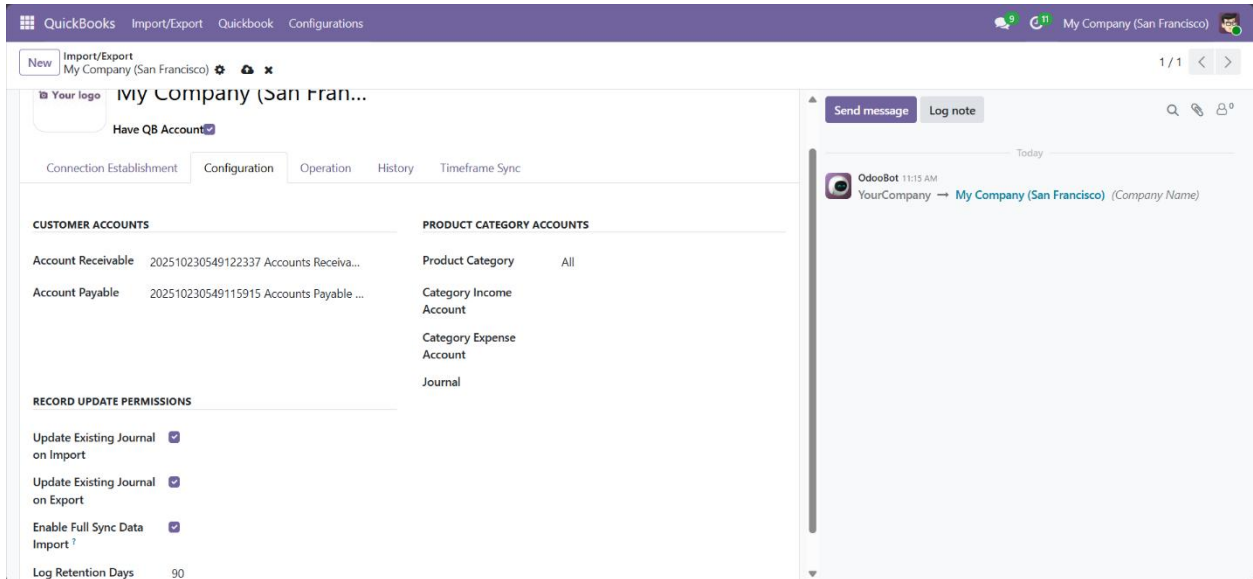 QuickBooks Import/Export Quickbook Configurations 9 11 My Company (San Francisco)
New Import/Export
My Company (San Francisco) 1 / 1
Your logo My Company (San Fran...
Have QB Account
Connection Establishment Configuration Operation History Timeframe Sync
CUSTOMER ACCOUNTS
Account Receivable 202510230549122337 Accounts Receiva...
Account Payable 202510230549115915 Accounts Payable ...
PRODUCT CATEGORY ACCOUNTS
Product Category All
Category Income
Account
Category Expense
Account
Journal
RECORD UPDATE PERMISSIONS
Update Existing Journal
on Import
Update Existing Journal
on Export
Enable Full Sync Data
Import ?
Log Retention Days 90
Send message Log note 0
Today
OdooBot 11:15 AM
YourCompany → My Company (San Francisco) (Company Name)